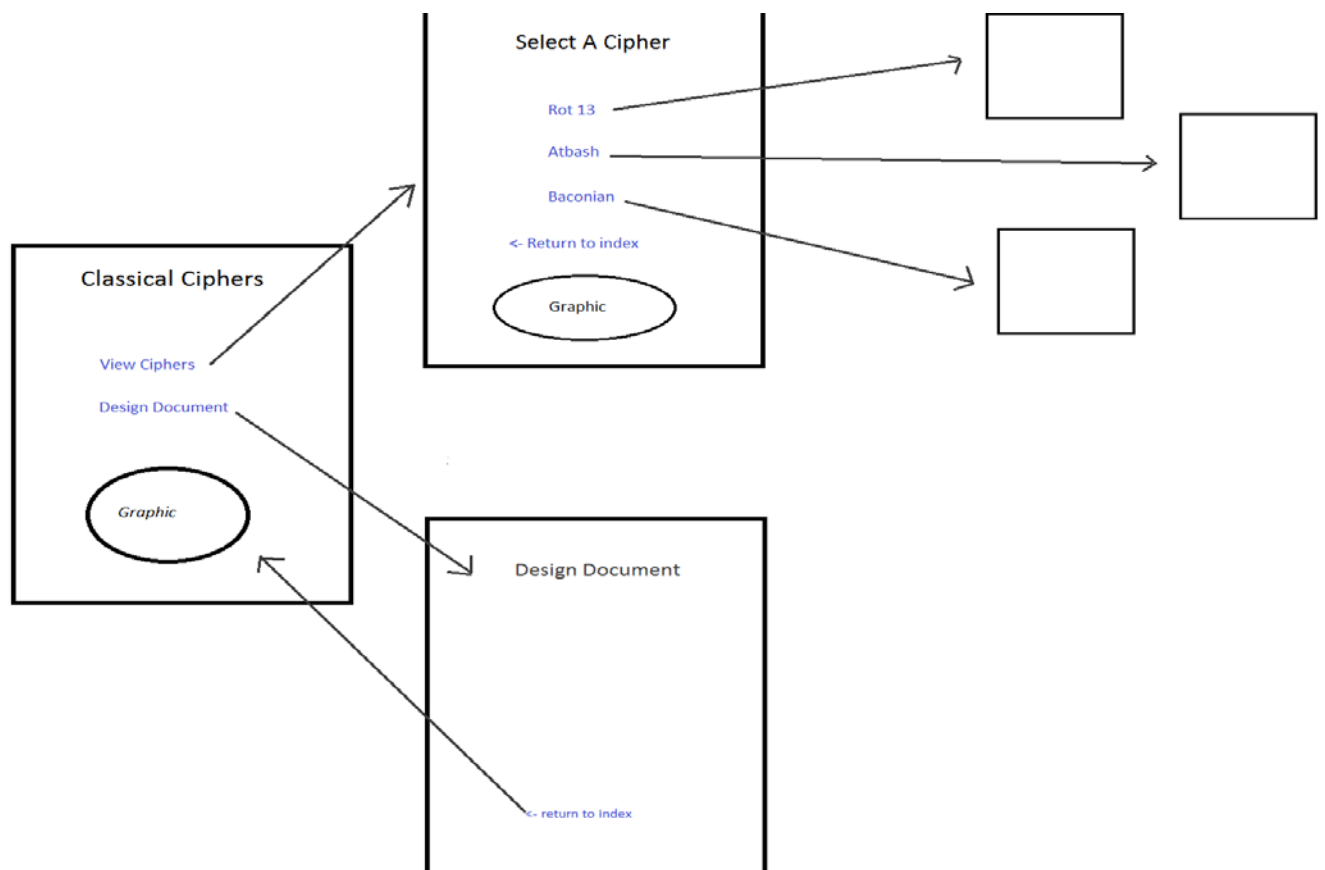 Select A Cipher
Rot 13
Atbash
Baconian
<- Return to index
Graphic
Classical Ciphers
View Ciphers
Design Document
Graphic
Design Document
<- return to Index